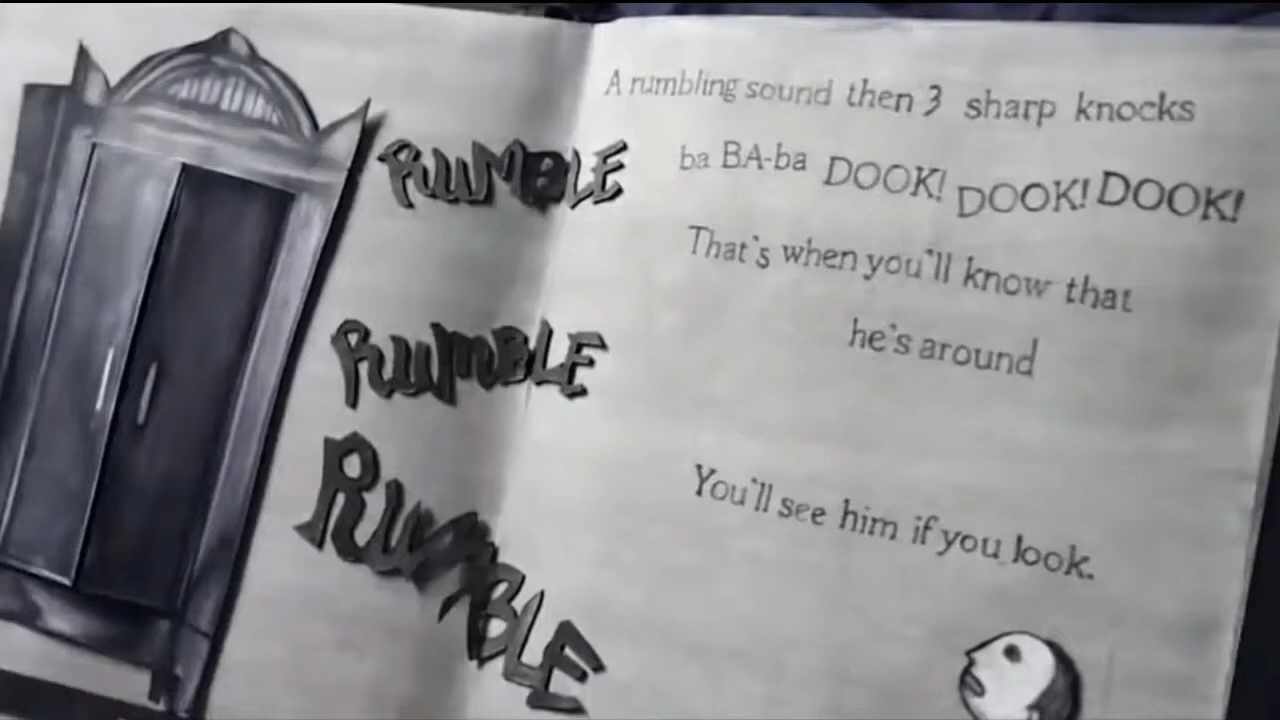 RUMBLE
RUMBLE
RUMBLE
A rumbling sound then 3 sharp knocks
ba BA-ba DOOK! DOOK! DOOK!
That's when you'll know that
he's around
You'll see him if you look.